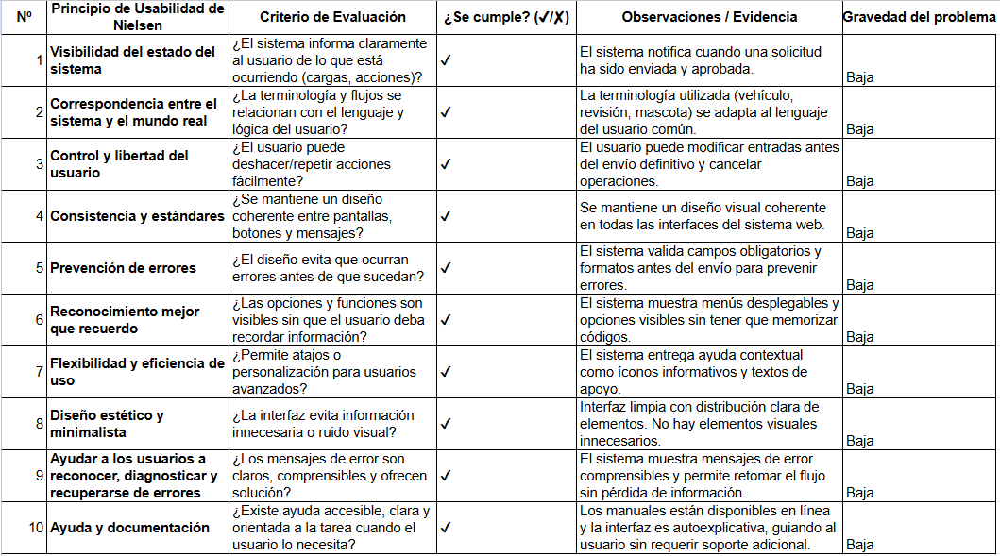 Nº
Principio de Usabilidad de
Nielsen
Criterio de Evaluación
¿Se cumple? (✓/✗)
Observaciones / Evidencia
Gravedad del problema
1
Visibilidad del estado del
sistema
¿El sistema informa claramente
al usuario de lo que está
ocurriendo (cargas, acciones)?
✓
El sistema notifica cuando una solicitud
ha sido enviada y aprobada.
Baja
2
Correspondencia entre el
sistema y el mundo real
¿La terminología y flujos se
relacionan con el lenguaje y
lógica del usuario?
✓
La terminología utilizada (vehículo,
revisión, mascota) se adapta al lenguaje
del usuario común.
Baja
3
Control y libertad del
usuario
¿El usuario puede
deshacer/repetir acciones
fácilmente?
✓
El usuario puede modificar entradas antes
del envío definitivo y cancelar
operaciones.
Baja
4
Consistencia y estándares
¿Se mantiene un diseño
coherente entre pantallas,
botones y mensajes?
✓
Se mantiene un diseño visual coherente
en todas las interfaces del sistema web.
Baja
5
Prevención de errores
¿El diseño evita que ocurran
errores antes de que sucedan?
✓
El sistema valida campos obligatorios y
formatos antes del envío para prevenir
errores.
Baja
6
Reconocimiento mejor
que recuerdo
¿Las opciones y funciones son
visibles sin que el usuario deba
recordar información?
✓
El sistema muestra menús desplegables y
opciones visibles sin tener que memorizar
códigos.
Baja
7
Flexibilidad y eficiencia de
uso
¿Permite atajos o
personalización para usuarios
avanzados?
✓
El sistema entrega ayuda contextual
como íconos informativos y textos de
apoyo.
Baja
8
Diseño estético y
minimalista
¿La interfaz evita información
innecesaria o ruido visual?
✓
Interfaz limpia con distribución clara de
elementos. No hay elementos visuales
innecesarios.
Baja
9
Ayudar a los usuarios a
reconocer, diagnosticar y
recuperarse de errores
¿Los mensajes de error son
claros, comprensibles y ofrecen
solución?
✓
El sistema muestra mensajes de error
comprensibles y permite retomar el flujo
sin pérdida de información.
Baja
10
Ayuda y documentación
¿Existe ayuda accesible, clara y
orientada a la tarea cuando el
usuario lo necesita?
✓
Los manuales están disponibles en línea
y la interfaz es autoexplicativa, guiando al
usuario sin requerir soporte adicional.
Baja